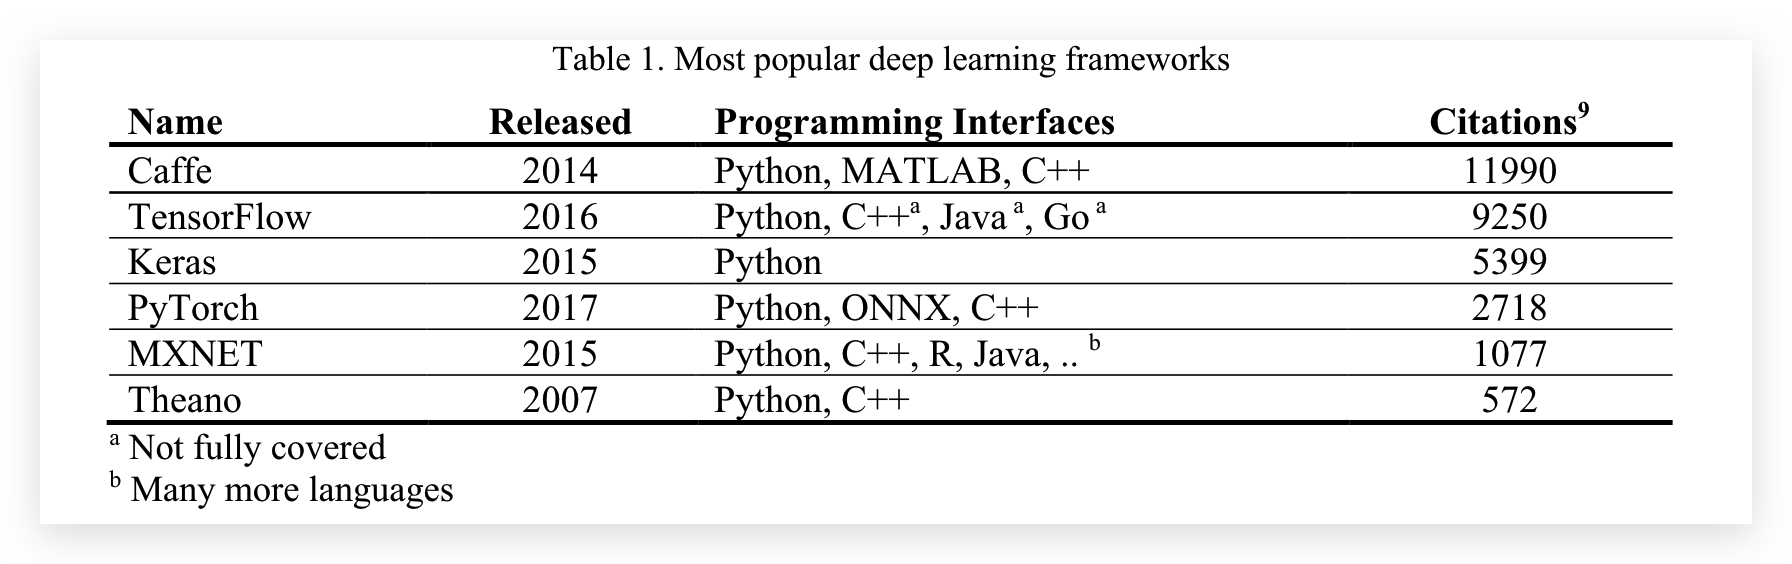 Table 1. Most popular deep learning frameworks
Name Released Programming Interfaces Citations⁹
Caffe 2014 Python, MATLAB, C++ 11990
TensorFlow 2016 Python, C++ᵃ, Java ᵃ, Go ᵃ 9250
Keras 2015 Python 5399
PyTorch 2017 Python, ONNX, C++ 2718
MXNET 2015 Python, C++, R, Java, .. ᵇ 1077
Theano 2007 Python, C++ 572
ᵃ Not fully covered
ᵇ Many more languages